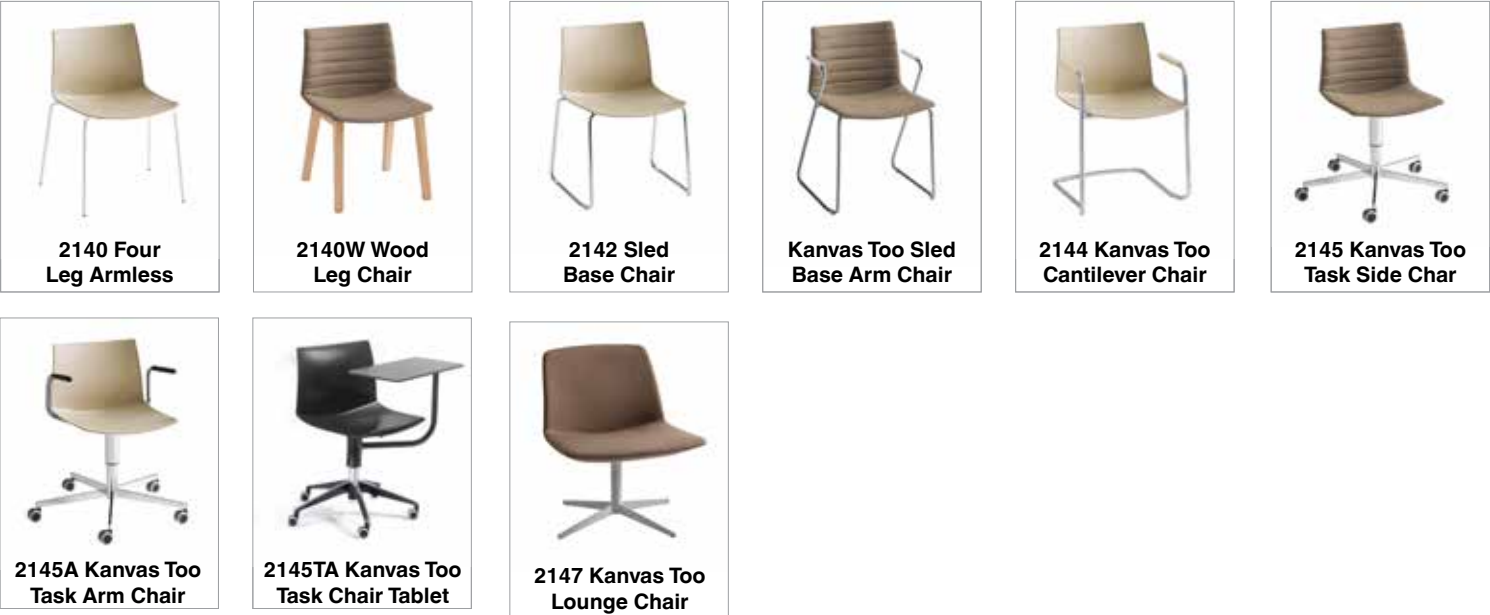 2140 Four
Leg Armless
2140W Wood
Leg Chair
2142 Sled
Base Chair
Kanvas Too Sled
Base Arm Chair
2144 Kanvas Too
Cantilever Chair
2145 Kanvas Too
Task Side Char
2145A Kanvas Too
Task Arm Chair
2145TA Kanvas Too
Task Chair Tablet
2147 Kanvas Too
Lounge Chair